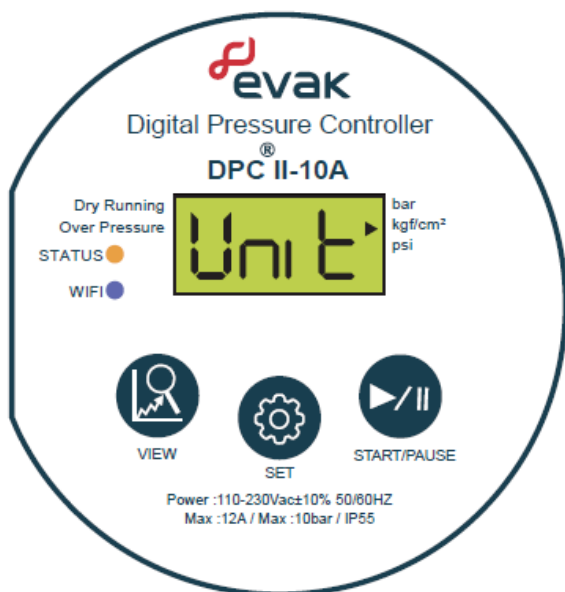 evak
Digital Pressure Controller
®
DPC II-10A
Dry Running
Over Pressure
STATUS
WIFI
Unit
bar
kgf/cm²
psi
VIEW
SET
START/PAUSE
Power :110-230Vac±10% 50/60HZ
Max :12A / Max :10bar / IP55